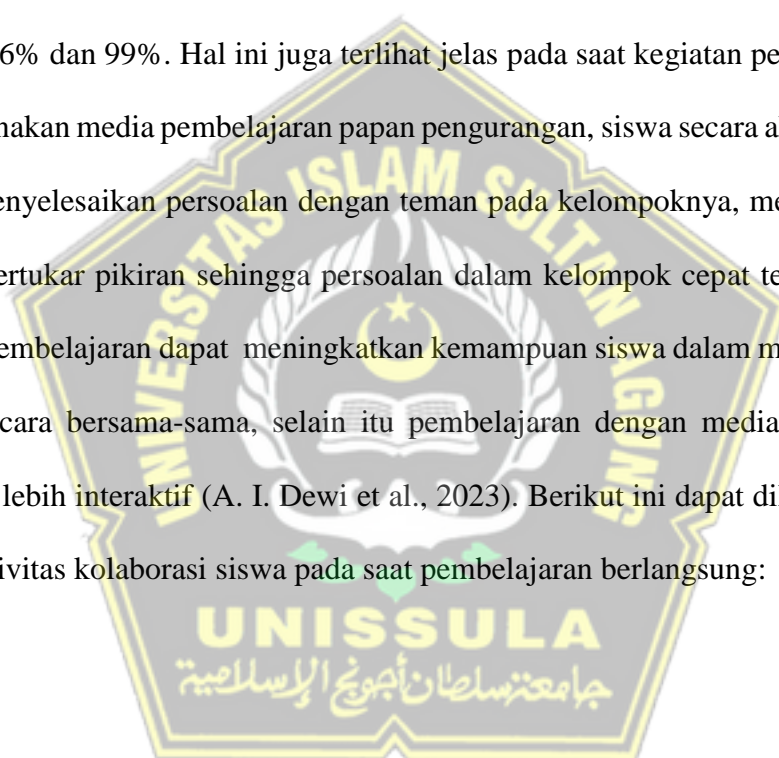 6% dan 99%. Hal ini juga terlihat jelas pada saat kegiatan pe
nakan media pembelajaran papan pengurangan, siswa secara a
enyelesaikan persoalan dengan teman pada kelompoknya, me
ertukar pikiran sehingga persoalan dalam kelompok cepat te
embelajaran dapat meningkatkan kemampuan siswa dalam m
cara bersama-sama, selain itu pembelajaran dengan media
lebih interaktif (A. I. Dewi et al., 2023). Berikut ini dapat di
ivitas kolaborasi siswa pada saat pembelajaran berlangsung:
UNIVERSITAS ISLAM SULTAN AGUNG
UNISSULA
جامعة سلطان أجونج الإسلامية